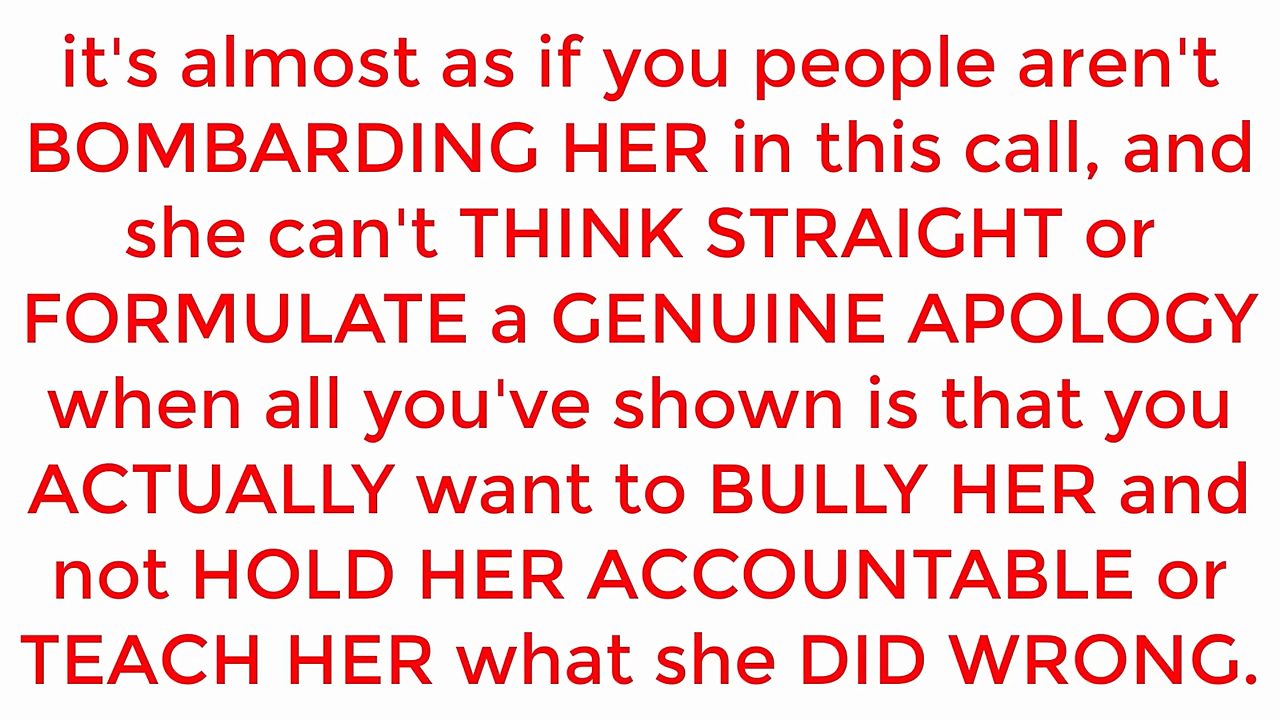 it's almost as if you people aren't
BOMBARDING HER in this call, and
she can't THINK STRAIGHT or
FORMULATE a GENUINE APOLOGY
when all you've shown is that you
ACTUALLY want to BULLY HER and
not HOLD HER ACCOUNTABLE or
TEACH HER what she DID WRONG.